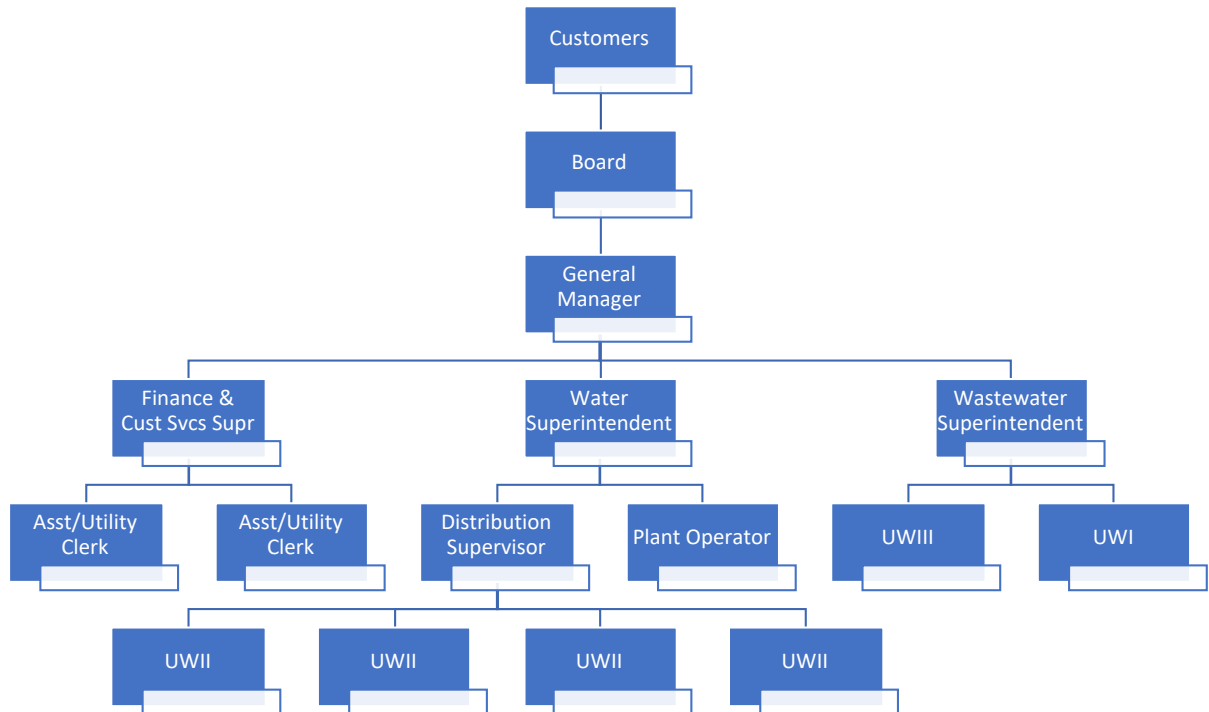 Customers
Board
General
Manager
Finance &
Cust Svcs Supr
Water
Superintendent
Wastewater
Superintendent
Asst/Utility
Clerk
Asst/Utility
Clerk
Distribution
Supervisor
Plant Operator
UWIII
UWI
UWII
UWII
UWII
UWII